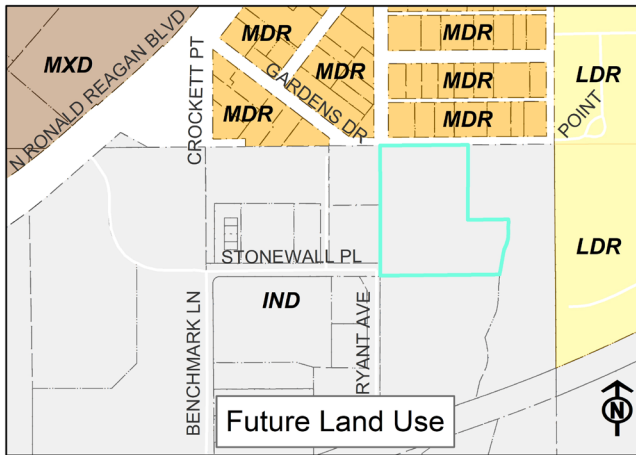 MXD
N RONALD REAGAN BLVD
CROCKETT PT
MDR
MDR
MDR
GARDENS DR
MDR
MDR
MDR
LDR
POINT
STONEWALL PL
LDR
IND
BENCHMARK LN
RYANT AVE
Future Land Use
N